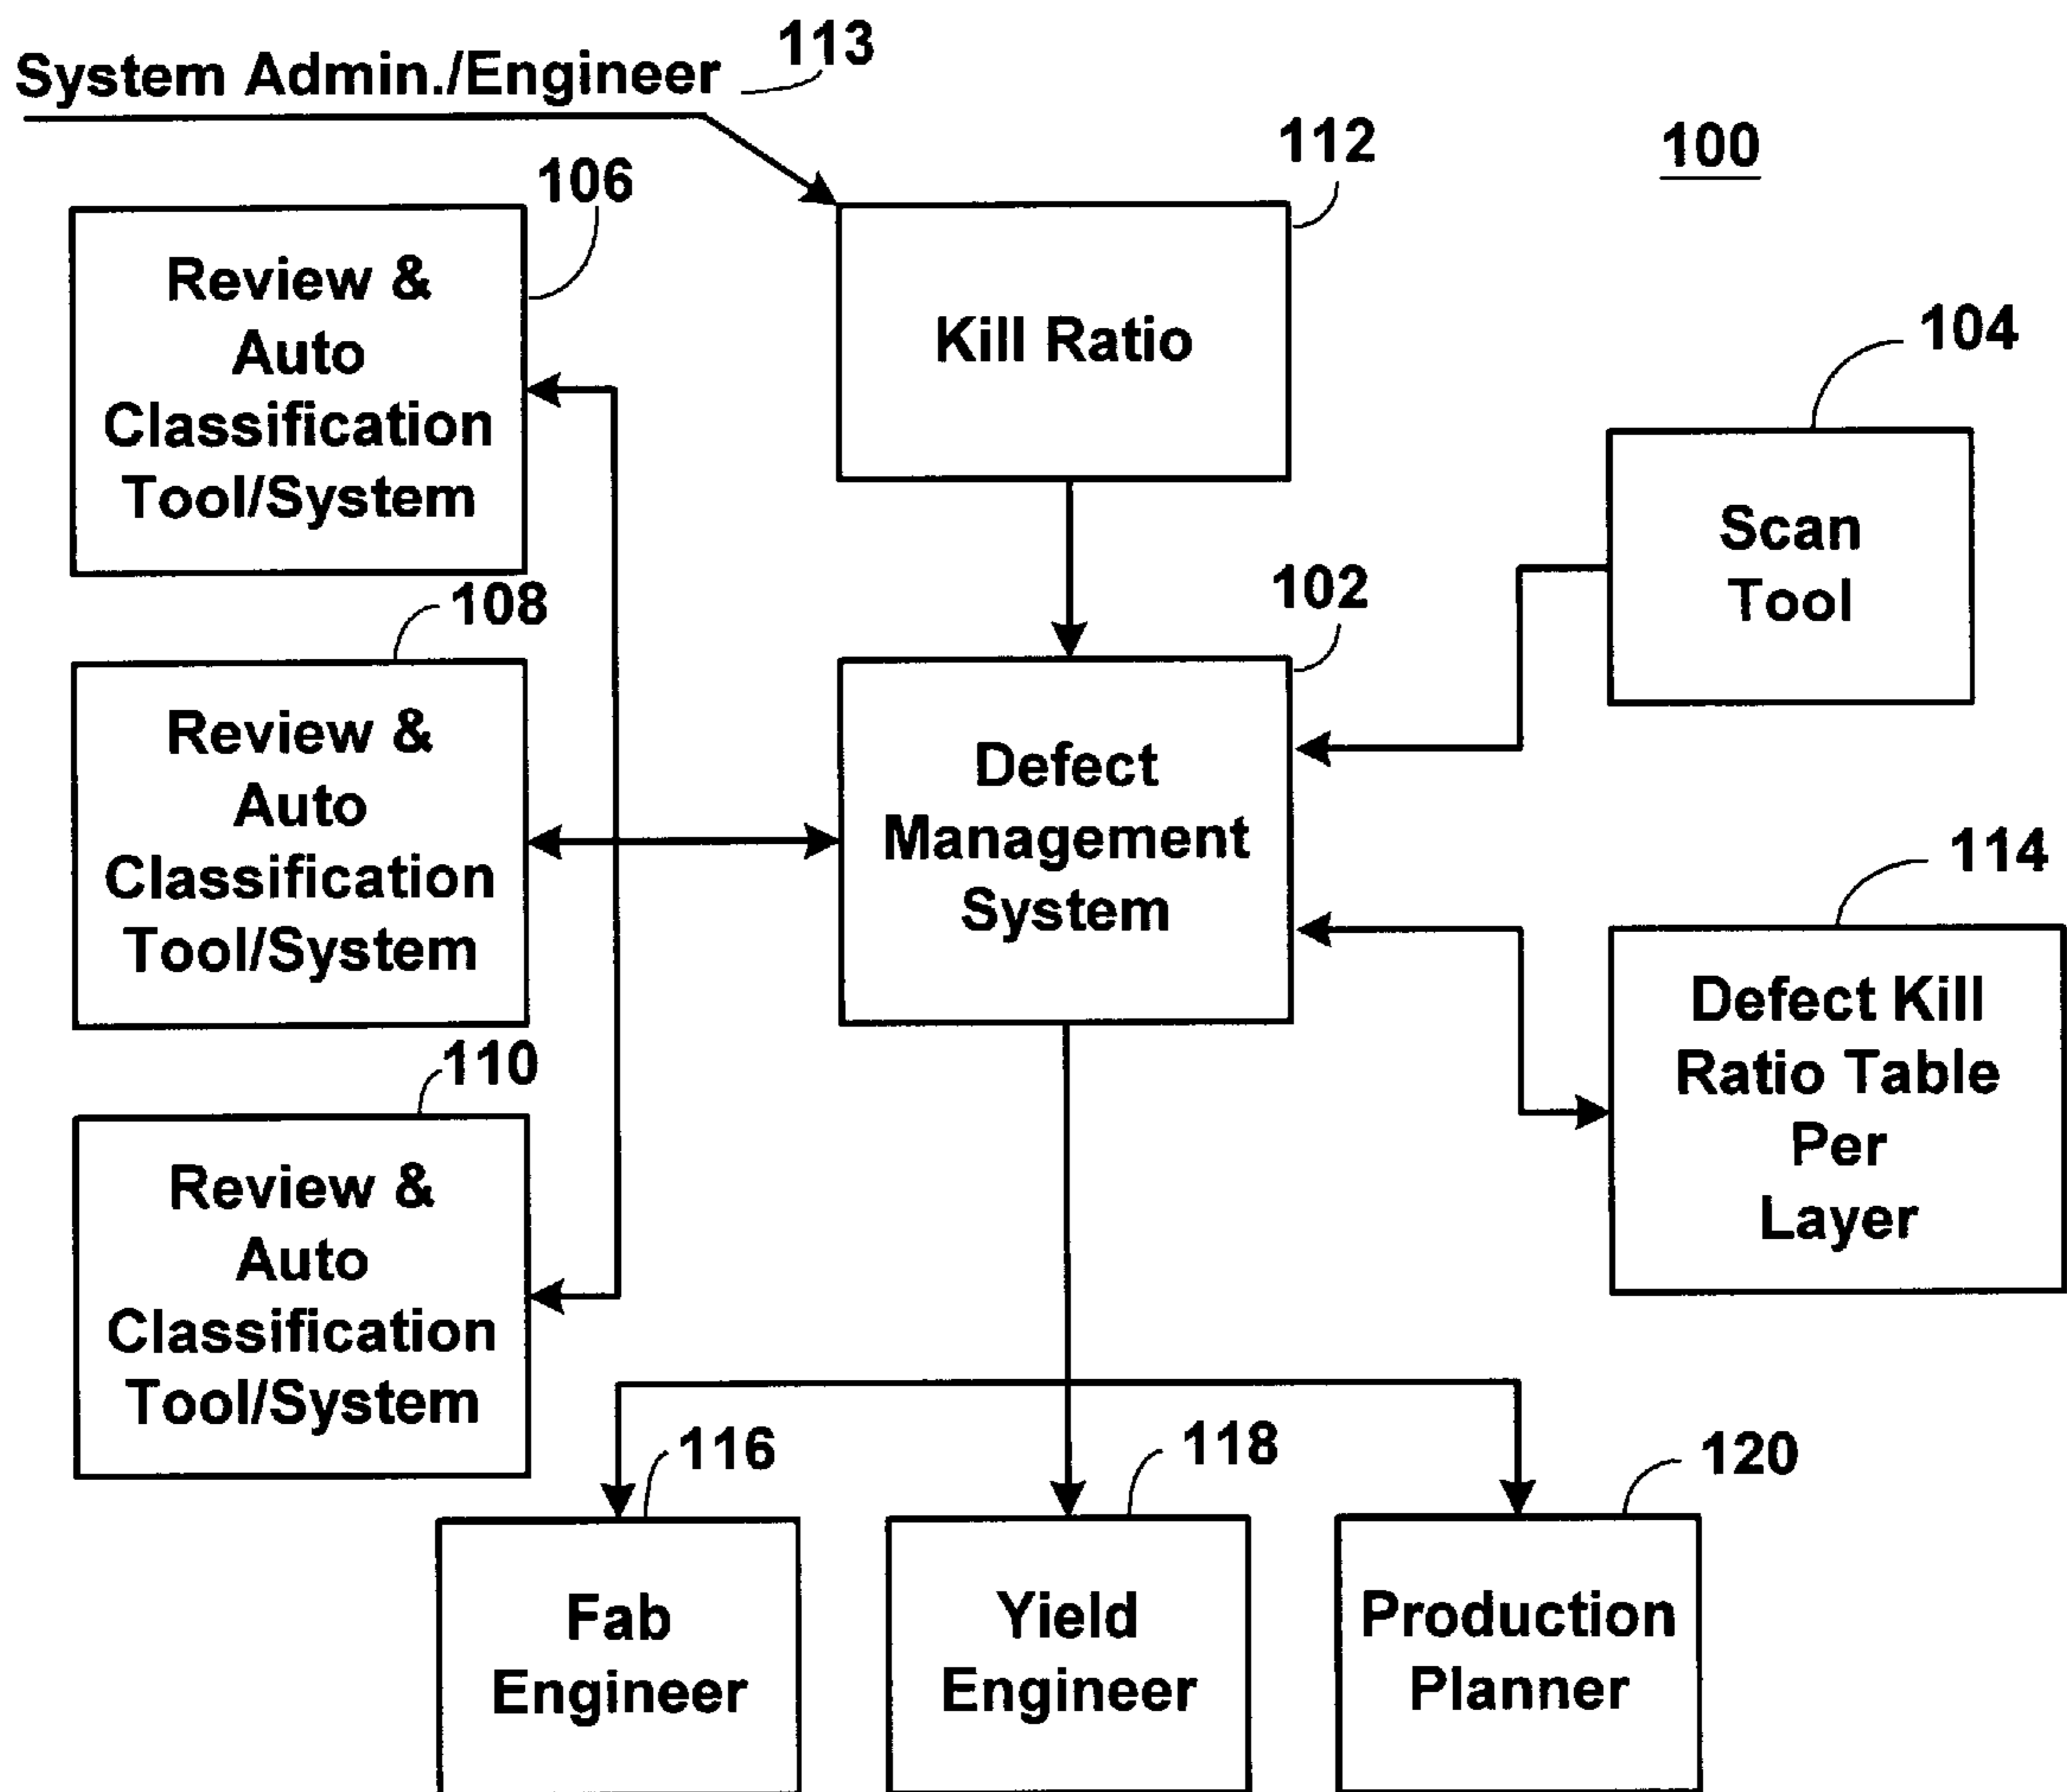 System Admin./Engineer
113
100
106
Review &
Auto
Classification
Tool/System
112
Kill Ratio
104
Scan
Tool
108
Review &
Auto
Classification
Tool/System
102
Defect
Management
System
114
Defect Kill
Ratio Table
Per
Layer
110
Review &
Auto
Classification
Tool/System
116
Fab
Engineer
118
Yield
Engineer
120
Production
Planner